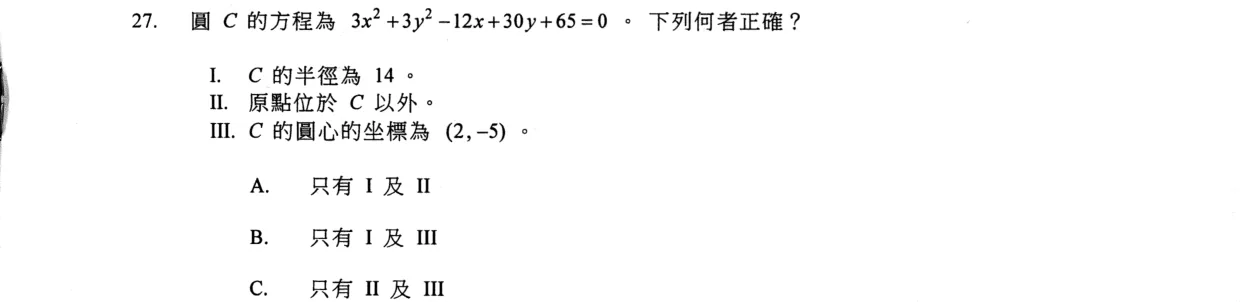 27. 圓 C 的方程為 3x² + 3y² − 12x + 30y + 65 = 0 。 下列何者正確？
I. C 的半徑為 14 。
II. 原點位於 C 以外。
III. C 的圓心的坐標為 (2, −5) 。
A. 只有 I 及 II
B. 只有 I 及 III
C. 只有 II 及 III